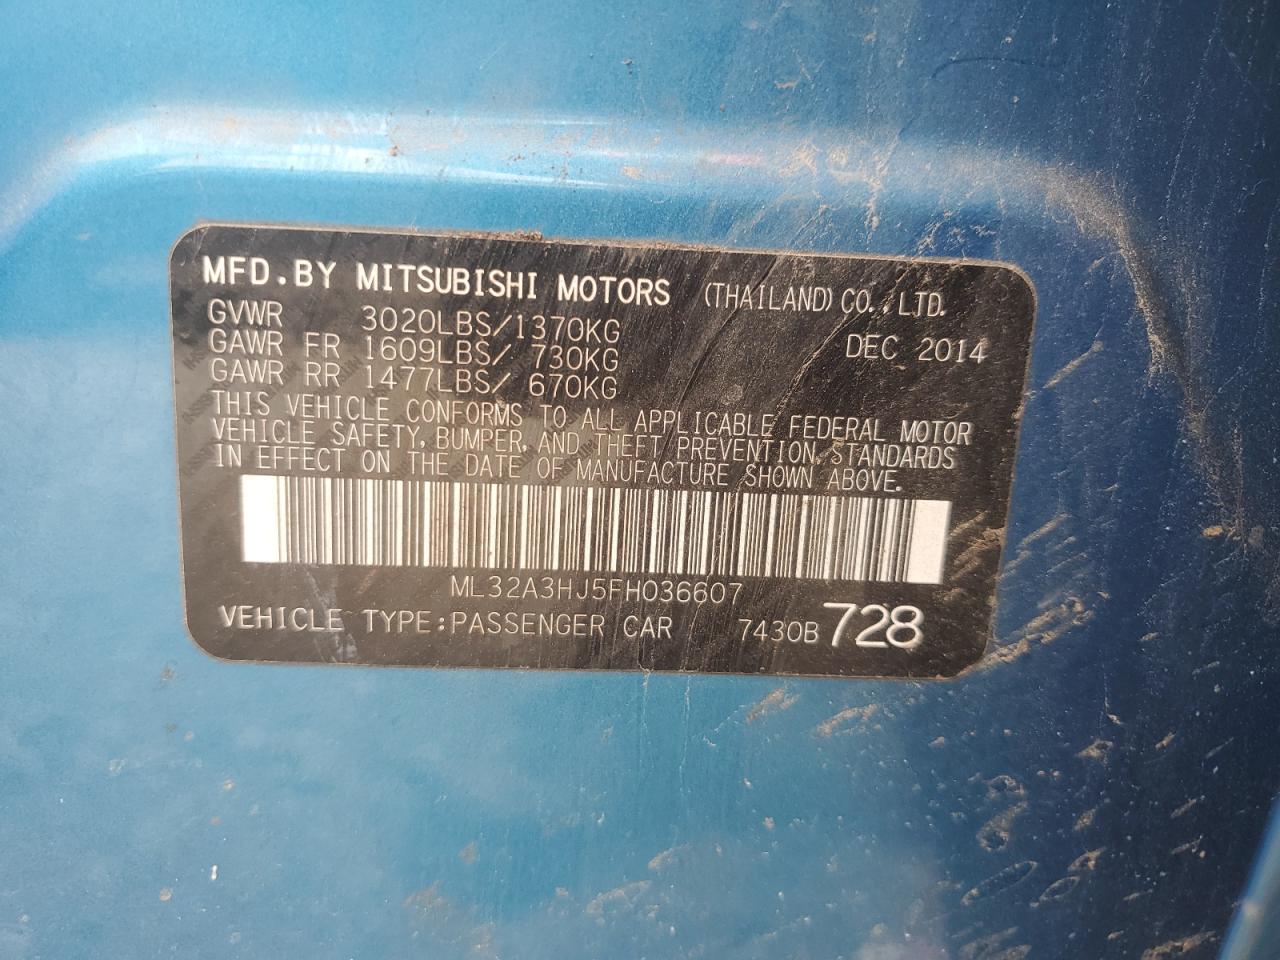 MFD.BY MITSUBISHI MOTORS (THAILAND) CO.,LTD.
GVWR 3020LBS/1370KG
GAWR FR 1609LBS/ 730KG DEC 2014
GAWR RR 1477LBS/ 670KG
THIS VEHICLE CONFORMS TO ALL APPLICABLE FEDERAL MOTOR
VEHICLE SAFETY, BUMPER, AND THEFT PREVENTION STANDARDS
IN EFFECT ON THE DATE OF MANUFACTURE SHOWN ABOVE.
ML32A3HJ5FH036607
VEHICLE TYPE:PASSENGER CAR 7430B 728